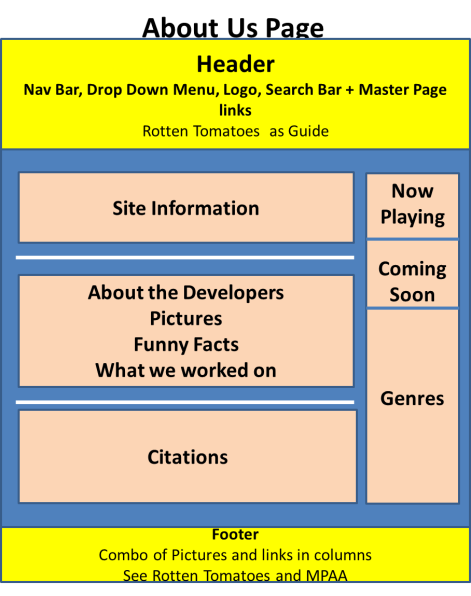 About Us Page
Header
Nav Bar, Drop Down Menu, Logo, Search Bar + Master Page
links
Rotten Tomatoes as Guide
Site Information
Now
Playing
Coming
Soon
About the Developers
Pictures
Funny Facts
What we worked on
Genres
Citations
Footer
Combo of Pictures and links in columns
See Rotten Tomatoes and MPAA